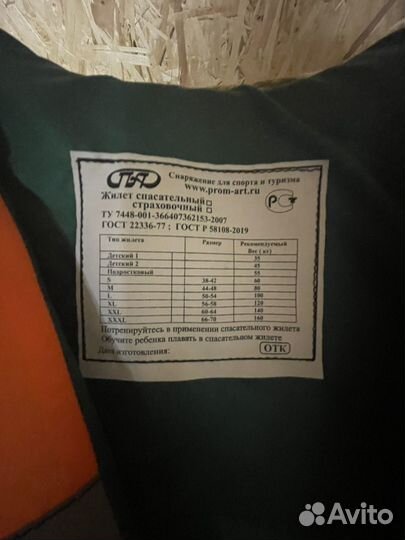 ПАР
Снаряжение для спорта и туризма
www.prom-art.ru
Жилет спасательный
страховочный
ТУ 7448-001-366407362153-2007
ГОСТ 22336-77 ; ГОСТ Р 58108-2019
Тип жилета Размер Рекомендуемый Вес ( кг)
Детский 1 35
Детский 2 45
Подростковый 55
S 38-42 60
M 44-48 80
L 50-54 100
XL 56-58 120
XXL 60-64 140
XXXL 66-70 160
Потренируйтесь в применении спасательного жилета
Обучите ребенка плавать в спасательном жилете
Дата изготовления: ОТК
Avito